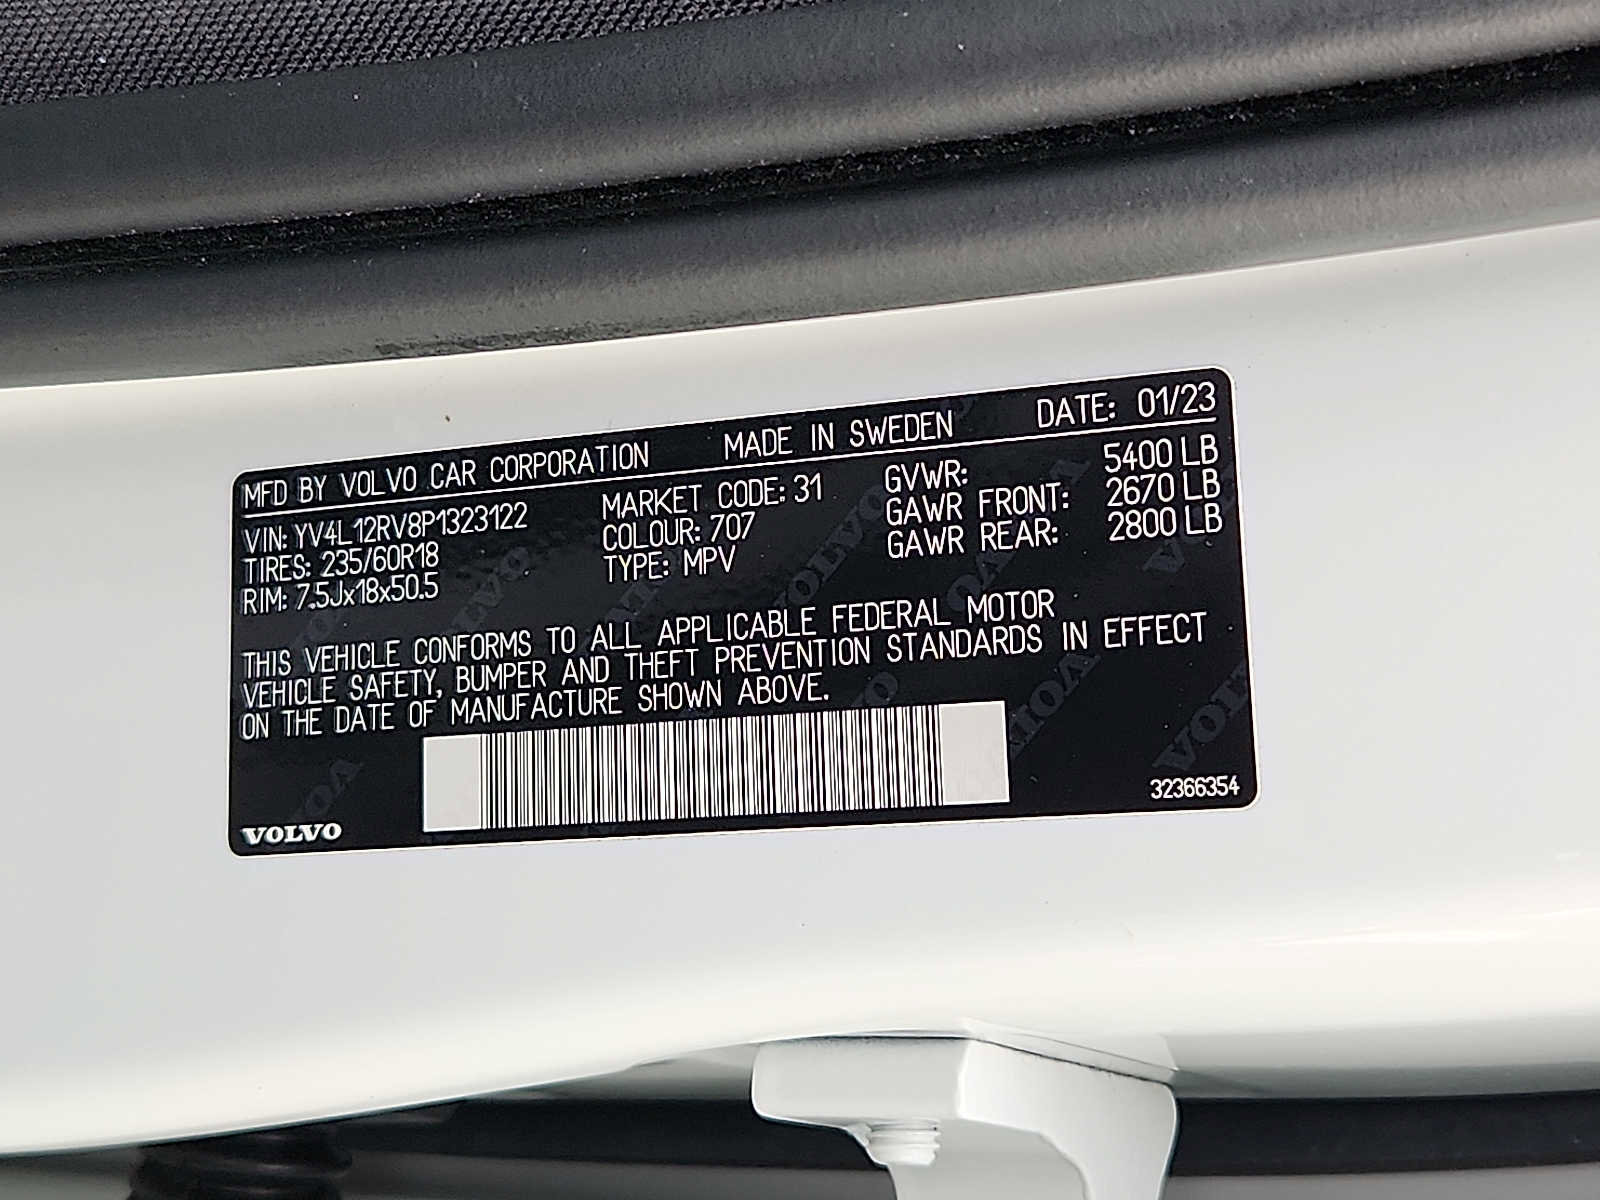 MFD BY VOLVO CAR CORPORATION MADE IN SWEDEN DATE: 01/23
VIN: YV4L12RV8P1323122 MARKET CODE: 31 GVWR: 5400 LB
TIRES: 235/60R18 COLOUR: 707 GAWR FRONT: 2670 LB
RIM: 7.5Jx18x50.5 TYPE: MPV GAWR REAR: 2800 LB
THIS VEHICLE CONFORMS TO ALL APPLICABLE FEDERAL MOTOR
VEHICLE SAFETY, BUMPER AND THEFT PREVENTION STANDARDS IN EFFECT
ON THE DATE OF MANUFACTURE SHOWN ABOVE.
VOLVO 32366354